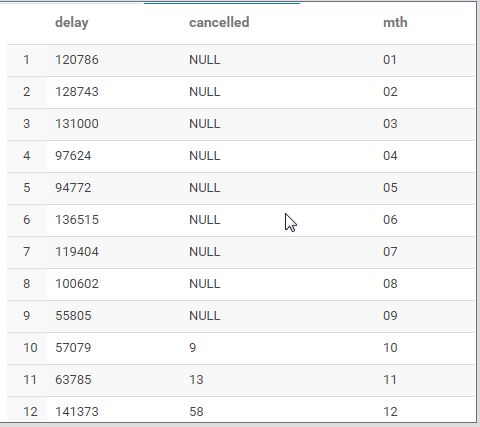 delay cancelled mth
1 120786 NULL 01
2 128743 NULL 02
3 131000 NULL 03
4 97624 NULL 04
5 94772 NULL 05
6 136515 NULL 06
7 119404 NULL 07
8 100602 NULL 08
9 55805 NULL 09
10 57079 9 10
11 63785 13 11
12 141373 58 12